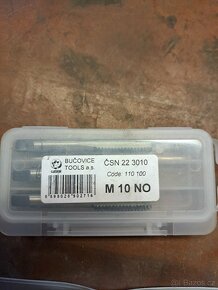 BUČOVICE
TOOLS a.s.
ČSN 22 3010
Code: 110 100
M 10 NO